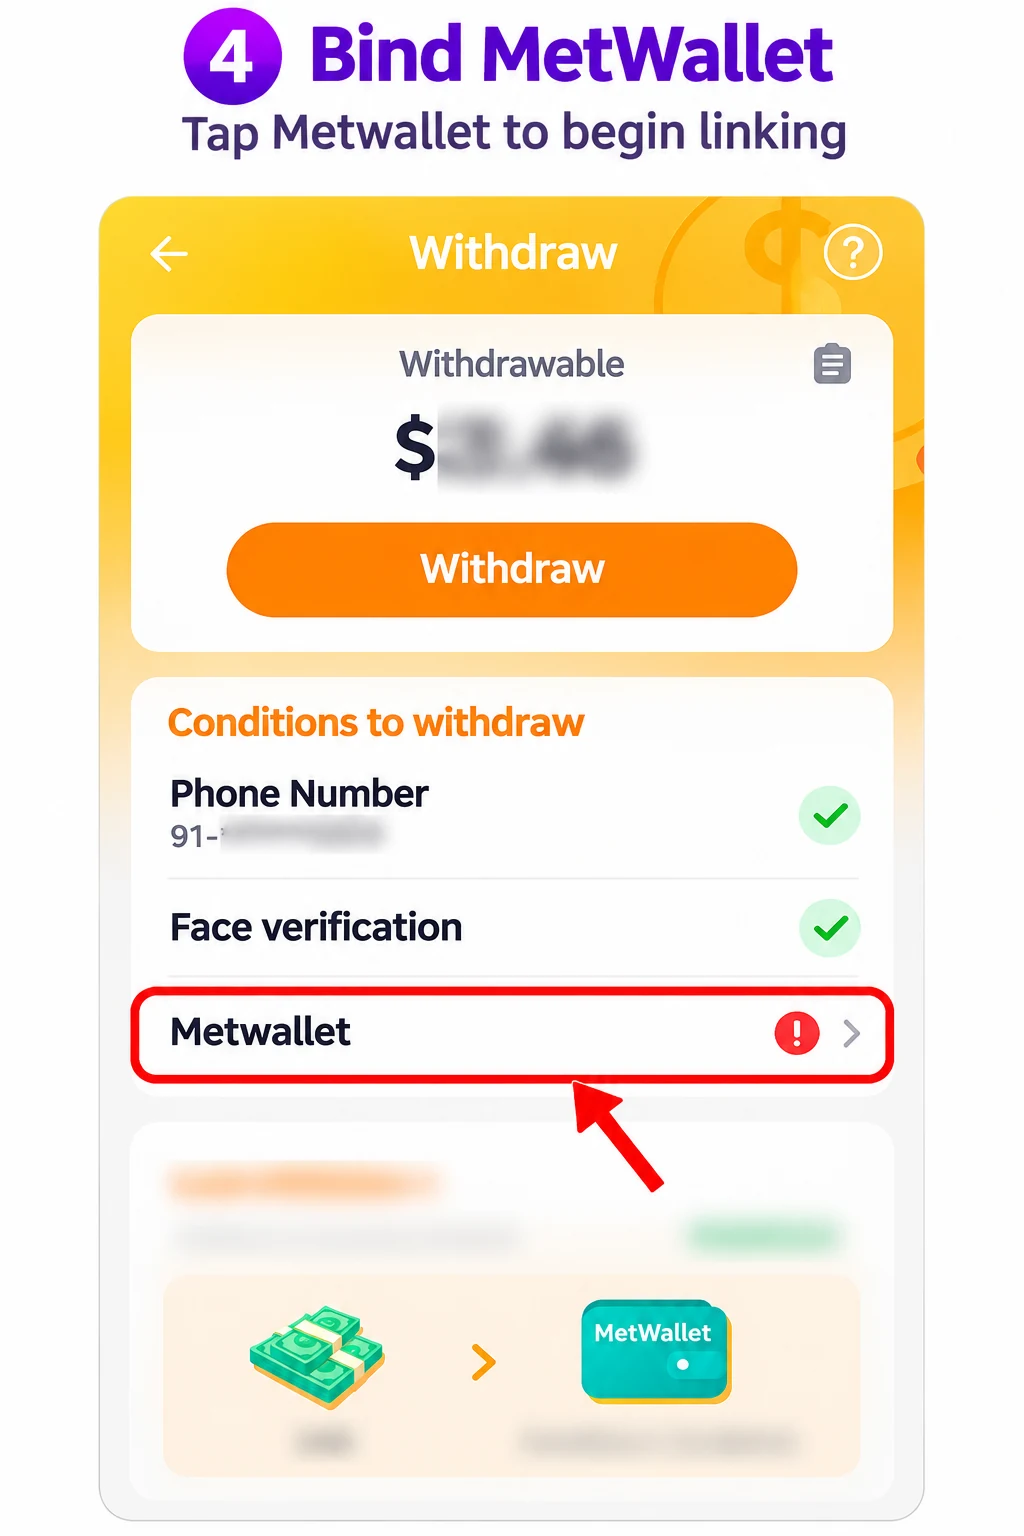 4 Bind MetWallet
Tap Metwallet to begin linking
Withdraw
?
Withdrawable
$
Withdraw
Conditions to withdraw
Phone Number
91-
Face verification
Metwallet
!
MetWallet